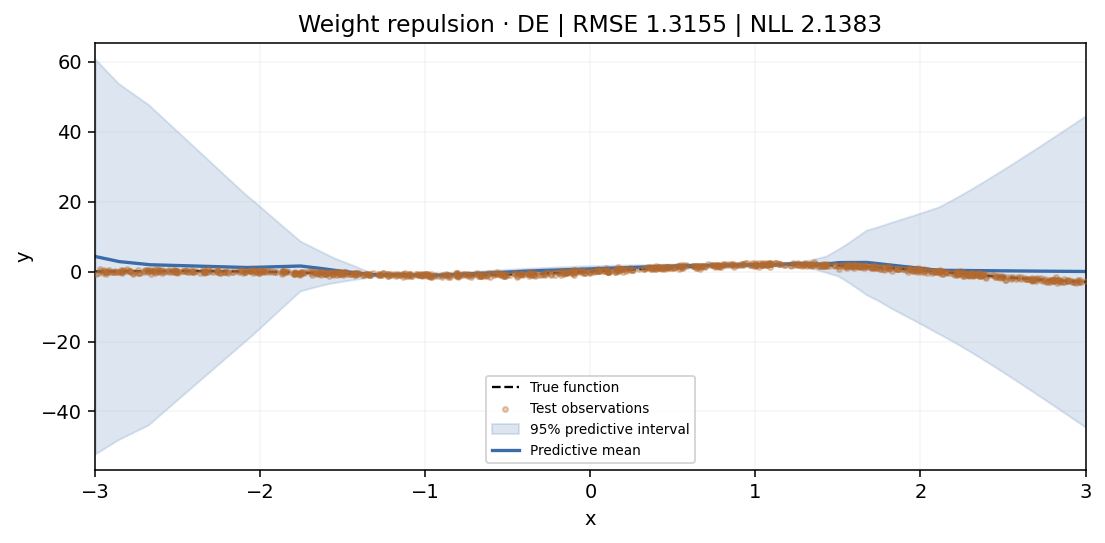 Weight repulsion · DE | RMSE 1.3155 | NLL 2.1383
60
40
20
0
−20
−40
y
True function
Test observations
95% predictive interval
Predictive mean
−3
−2
−1
0
1
2
3
x